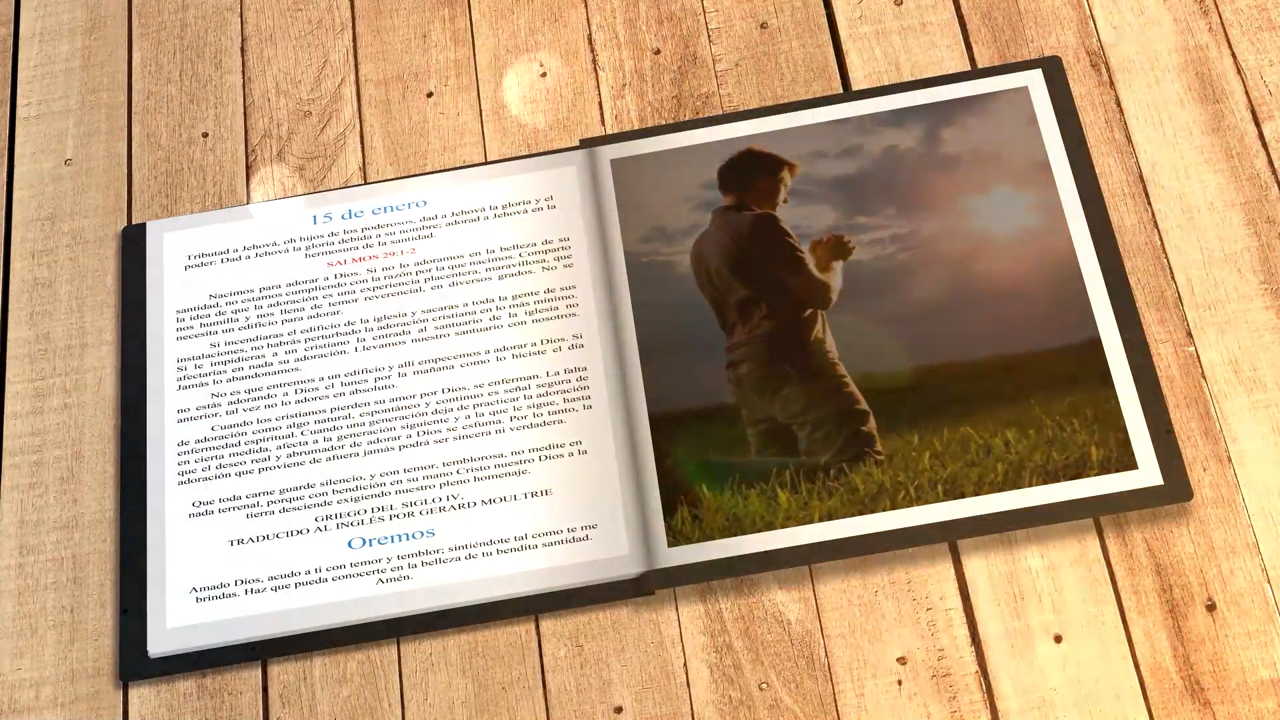 15 de enero
Tributad a Jehová, oh hijos de los poderosos, dad a Jehová la gloria y el
poder: Dad a Jehová la gloria debida a su nombre; adorad a Jehová en la
hermosura de la santidad.
SALMOS 29:1-2
Nacimos para adorar a Dios. Si no lo adoramos en la belleza de su
santidad, no estamos cumpliendo con la razón por la que nacimos. Comparto
la idea de que la adoración es una experiencia placentera, maravillosa, que
nos humilla y nos llena de temor reverencial, en diversos grados. No se
necesita un edificio para adorar.
Si incendiaras el edificio de la iglesia y sacaras a toda la gente de sus
instalaciones, no habrás perturbado la adoración cristiana en lo más mínimo.
Si le impidieras a un cristiano la entrada al santuario de la iglesia no
afectarías en nada su adoración. Llevamos nuestro santuario con nosotros.
Jamás lo abandonamos.
No es que entremos a un edificio y allí empecemos a adorar a Dios. Si
no estás adorando a Dios el lunes por la mañana como lo hiciste el día
anterior, tal vez no lo adores en absoluto.
Cuando los cristianos pierden su amor por Dios, se enferman. La falta
de adoración como algo natural, espontáneo y continuo es señal segura de
enfermedad espiritual. Cuando una generación deja de practicar la adoración
en cierta medida, afecta a la generación siguiente y a la que le sigue, hasta
que el deseo real y abrumador de adorar a Dios se esfuma. Por lo tanto, la
adoración que proviene de afuera jamás podrá ser sincera ni verdadera.
Que toda carne guarde silencio, y con temor, temblorosa, no medite en
nada terrenal, porque con bendición en su mano Cristo nuestro Dios a la
tierra desciende exigiendo nuestro pleno homenaje.
GRIEGO DEL SIGLO IV,
TRADUCIDO AL INGLÉS POR GERARD MOULTRIE
Oremos
Amado Dios, acudo a ti con temor y temblor; sintiéndote tal como te me
brindas. Haz que pueda conocerte en la belleza de tu bendita santidad.
Amén.